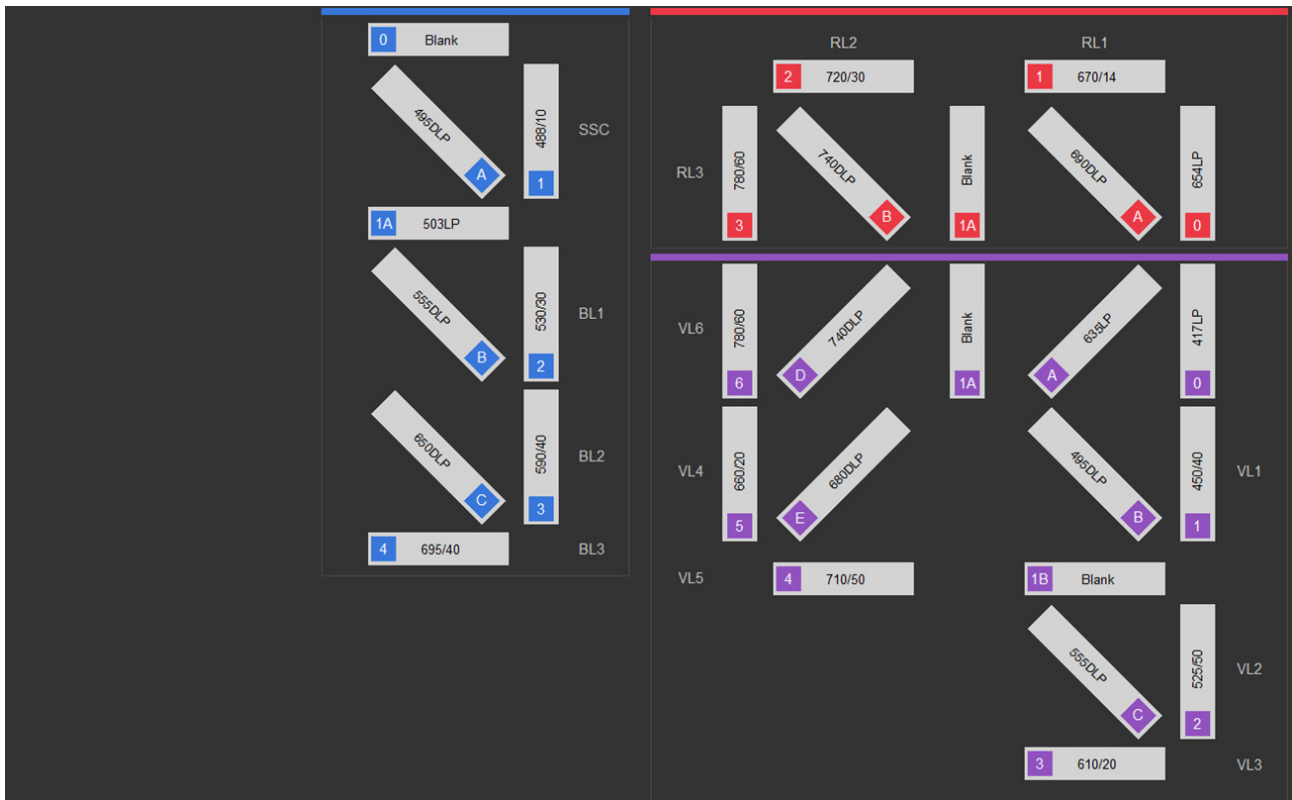 0 Blank
495DLP A
488/10 1
SSC
1A 503LP
555DLP B
530/30 2
BL1
650DLP C
590/40 3
BL2
4 695/40
BL3
RL2
RL1
2 720/30
1 670/14
RL3
780/60 3
740DLP B
Blank 1A
690DLP A
654LP 0
VL6
780/60 6
740DLP D
Blank 1A
635LP A
417LP 0
VL4
660/20 5
680DLP E
495DLP B
450/40 1
VL1
VL5
4 710/50
1B Blank
555DLP C
525/50 2
VL2
3 610/20
VL3